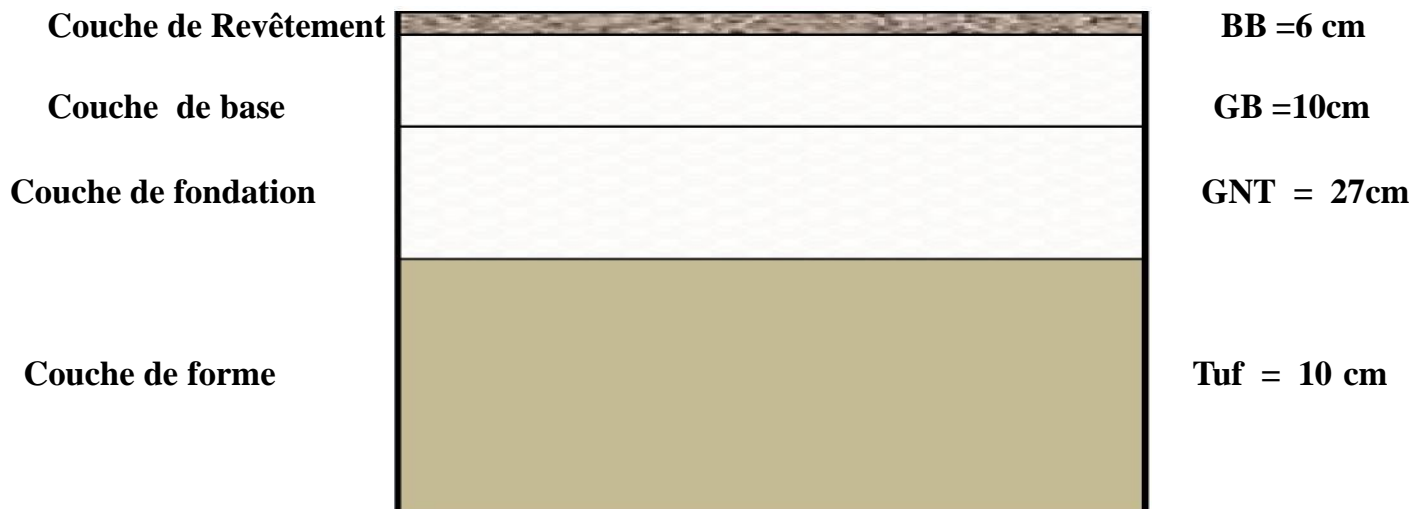 Couche de Revêtement BB =6 cm
Couche de base GB =10cm
Couche de fondation GNT = 27cm
Couche de forme Tuf = 10 cm